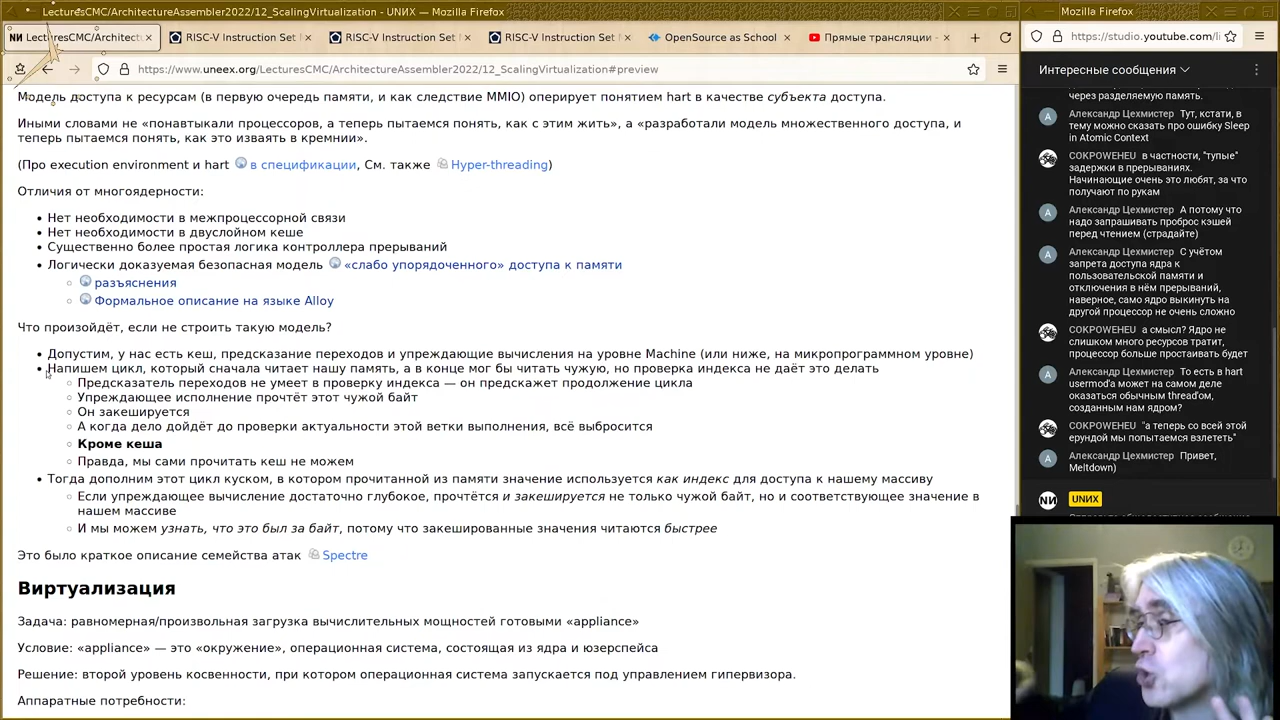 LecturesCMC/ArchitectureAssembler2022/12_ScalingVirtualization - UNИX — Mozilla Firefox
Mozilla Firefox
LecturesCMC/Architectu
RISC-V Instruction Set M
RISC-V Instruction Set M
RISC-V Instruction Set M
OpenSource as School
Прямые трансляции -
https://www.uneex.org/LecturesCMC/ArchitectureAssembler2022/12_ScalingVirtualization#preview
https://studio.youtube.com/li
Модель доступа к ресурсам (в первую очередь памяти, и как следствие MMIO) оперирует понятием hart в качестве субъекта доступа.
Иными словами не «понавтыкали процессоров, а теперь пытаемся понять, как с этим жить», а «разработали модель множественного доступа, и
теперь пытаемся понять, как это изваять в кремнии».
(Про execution environment и hart в спецификации, См. также Hyper-threading)
Отличия от многоядерности:
Нет необходимости в межпроцессорной связи
Нет необходимости в двуслойном кеше
Существенно более простая логика контроллера прерываний
Логически доказуемая безопасная модель «слабо упорядоченного» доступа к памяти
разъяснения
Формальное описание на языке Alloy
Что произойдёт, если не строить такую модель?
Допустим, у нас есть кеш, предсказание переходов и упреждающие вычисления на уровне Machine (или ниже, на микропрограммном уровне)
Напишем цикл, который сначала читает нашу память, а в конце мог бы читать чужую, но проверка индекса не даёт это делать
Предсказатель переходов не умеет в проверку индекса — он предскажет продолжение цикла
Упреждающее исполнение прочтёт этот чужой байт
Он закешируется
А когда дело дойдёт до проверки актуальности этой ветки выполнения, всё выбросится
Кроме кеша
Правда, мы сами прочитать кеш не можем
Тогда дополним этот цикл куском, в котором прочитанной из памяти значение используется как индекс для доступа к нашему массиву
Если упреждающее вычисление достаточно глубокое, прочтётся и закешируется не только чужой байт, но и соответствующее значение в
нашем массиве
И мы можем узнать, что это был за байт, потому что закешированные значения читаются быстрее
Это было краткое описание семейства атак Spectre
Виртуализация
Задача: равномерная/произвольная загрузка вычислительных мощностей готовыми «appliance»
Условие: «appliance» — это «окружение», операционная система, состоящая из ядра и юзерспейса
Решение: второй уровень косвенности, при котором операционная система запускается под управлением гипервизора.
Аппаратные потребности:
Интересные сообщения
через разделяемую память.
Александр Цехмистер Тут, кстати, в
тему можно сказать про ошибку Sleep
in Atomic Context
COKPOWEHEU в частности, "тупые"
задержки в прерываниях.
Начинающие очень это любят, за что
получают по рукам
Александр Цехмистер А потому что
надо запрашивать проброс кэшей
перед чтением (страдайте)
Александр Цехмистер С учётом
запрета доступа ядра к
пользовательской памяти и
отключения в нём прерываний,
наверное, само ядро выкинуть на
другой процессор не очень сложно
COKPOWEHEU а смысл? Ядро не
слишком много ресурсов тратит,
процессор больше простаивать будет
Александр Цехмистер То есть в hart
usermod'а может на самом деле
оказаться обычным thread'ом,
созданным нам ядром?
COKPOWEHEU "а теперь со всей этой
ерундой мы попытаемся взлететь"
Александр Цехмистер Привет,
Meltdown)
UNИX